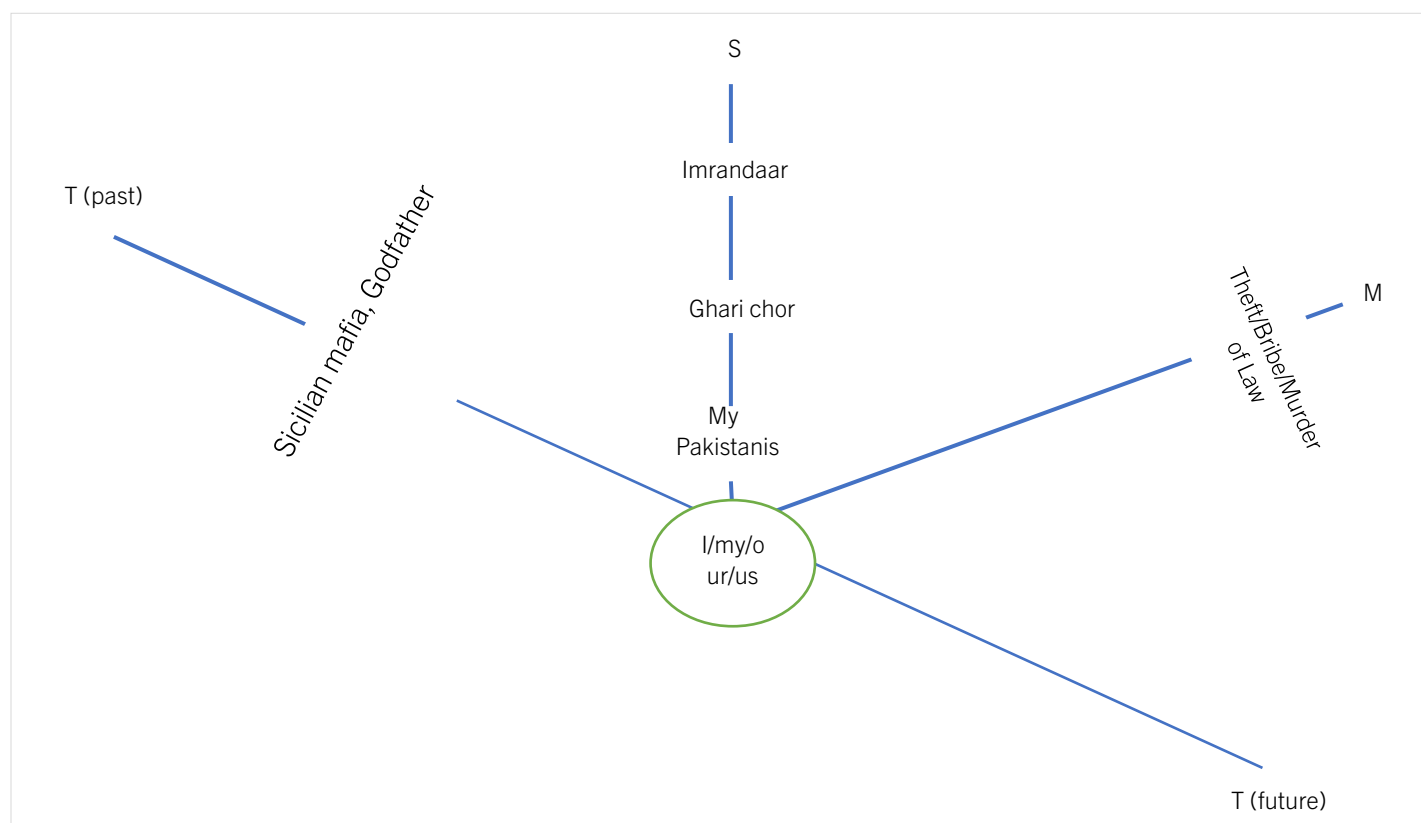 S
Imrandaar
T (past)
Sicilian mafia, Godfather
Ghari chor
Theft/Bribe/Murder
of Law
M
My
Pakistanis
I/my/o
ur/us
T (future)